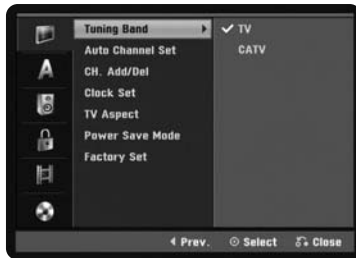 Tuning Band
Auto Channel Set
CH. Add/Del
Clock Set
TV Aspect
Power Save Mode
Factory Set
TV
CATV
A
Prev.
Select
Close